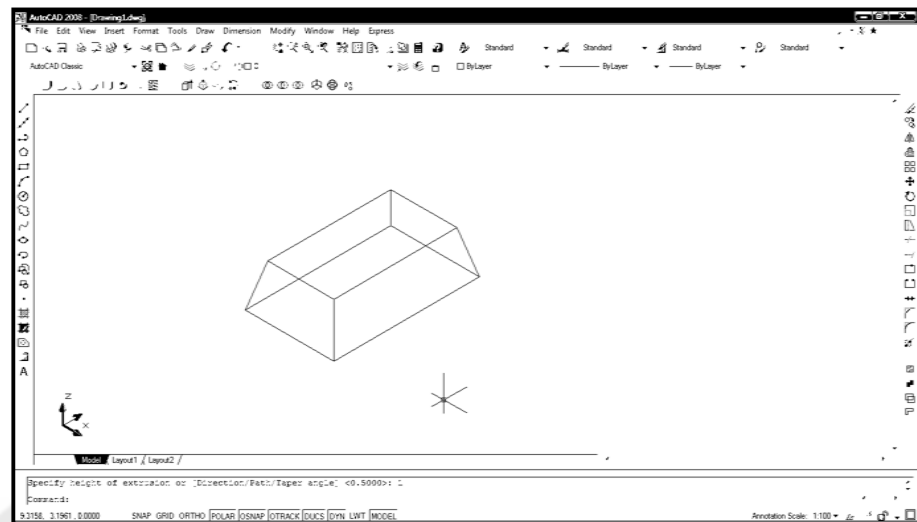 AutoCAD 2008 - [Drawing1.dwg]
File Edit View Insert Format Tools Draw Dimension Modify Window Help Express
Standard Standard Standard Standard
AutoCAD Classic ByLayer ByLayer ByLayer
Z
X
Model Layout1 Layout2
Specify height of extrusion or [Direction/Path/Taper angle] <0.5000>: 1
Command:
9.3158, 3.1961, 0.0000 SNAP GRID ORTHO POLAR OSNAP OTRACK DUCS DYN LWT MODEL Annotation Scale: 1:100